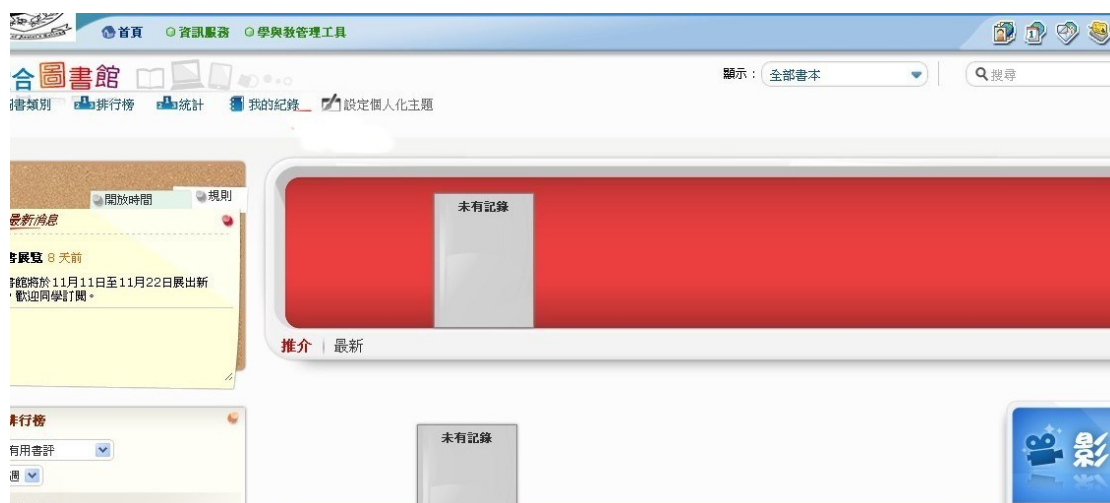 首頁 資訊服務 學與教管理工具
合圖書館 顯示： 全部書本 搜尋
書類別 排行榜 統計 我的紀錄 設定個人化主題
開放時間 規則
最新消息
未有記錄
書展覧 8 天前
書館將於11月11日至11月22日展出新
，歡迎同學訂閱。
推介 | 最新
排行榜
有用書評
週
未有記錄
影